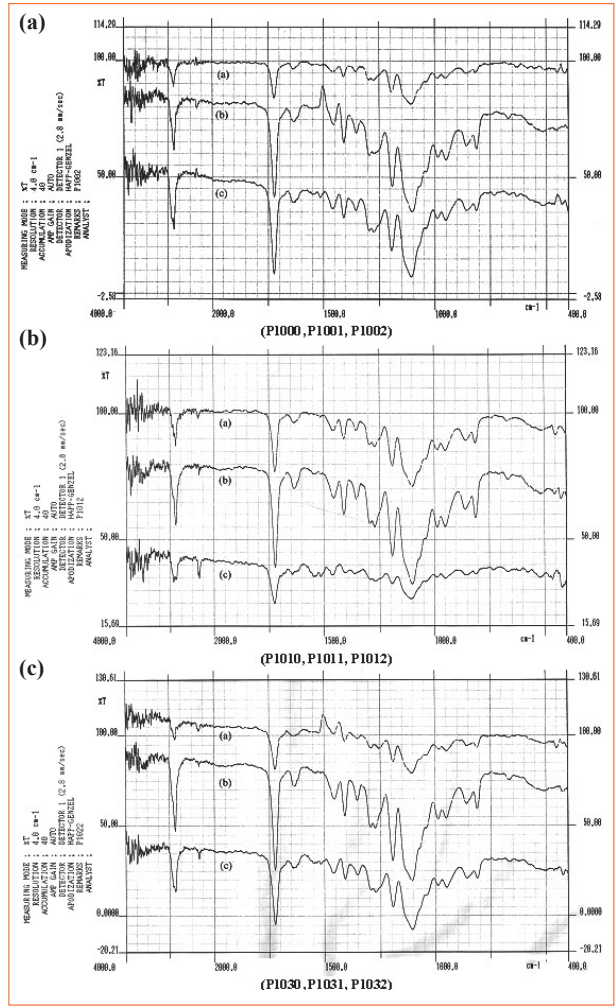 (a)
114,29
114.29
100.00
100.00
%T
(a)
(b)
50.00
50.00
(c)
-2.58
-2.58
4000.0
2000.0
1500.0
1000.0
cm-1
400.0
MEASURING MODE : %T
RESOLUTION : 4.0 cm-1
ACCUMULATION : 40
AMP GAIN : AUTO
DETECTOR : DETECTOR 1 (2.8 mm/sec)
APODIZATION : HAPP-GENZEL
REMARKS : P1002
ANALYST :
(P1000, P1001, P1002)
(b)
123,16
123.16
%T
100.00
100.00
(a)
(b)
50.00
50.00
(c)
15.69
15.69
4000.0
2000.0
1500.0
1000.0
cm-1
400.0
MEASURING MODE : %T
RESOLUTION : 4.0 cm-1
ACCUMULATION : 40
AMP GAIN : AUTO
DETECTOR : DETECTOR 1 (2.8 mm/sec)
APODIZATION : HAPP-GENZEL
REMARKS : P1012
ANALYST :
(P1010, P1011, P1012)
(c)
130,61
130.61
%T
100.00
100.00
(a)
(b)
50.00
50.00
(c)
0.0000
0.0000
-20.21
-20.21
4000.0
2000.0
1500.0
1000.0
cm-1
400.0
MEASURING MODE : %T
RESOLUTION : 4.0 cm-1
ACCUMULATION : 40
AMP GAIN : AUTO
DETECTOR : DETECTOR 1 (2.8 mm/sec)
APODIZATION : HAPP-GENZEL
REMARKS : P1022
ANALYST :
(P1030, P1031, P1032)